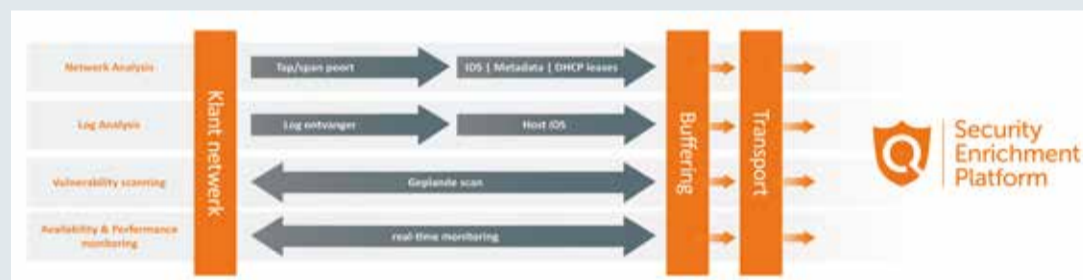 Network Analysis
Klant netwerk
Tap/span poort
IDS | Metadata | DHCP leases
Buffering
Transport
Log Analysis
Log ontvanger
Host IDS
Vulnerability scanning
Geplande scan
Availability & Performance
monitoring
real-time monitoring
Security
Enrichment
Platform